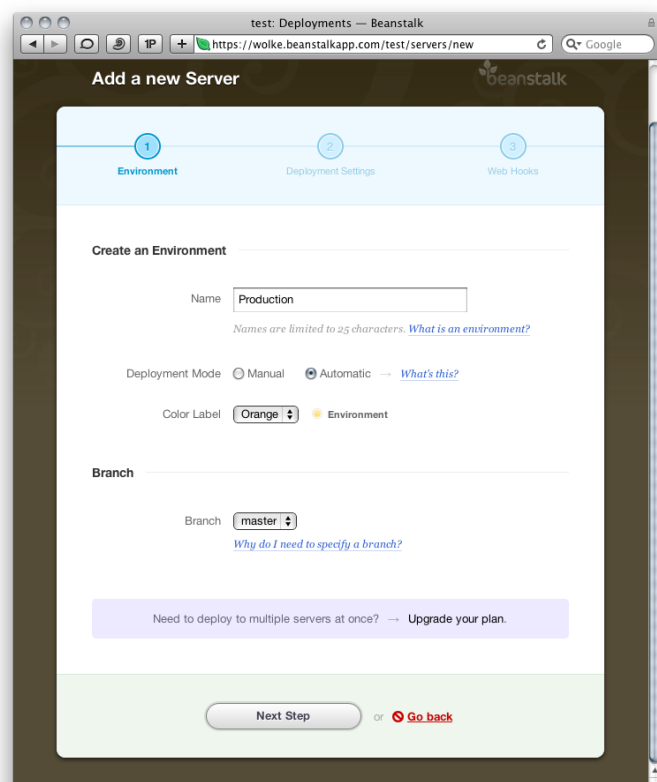 test: Deployments — Beanstalk
1P
+
https://wolke.beanstalkapp.com/test/servers/new
Google
Add a new Server
beanstalk
1
2
3
Environment
Deployment Settings
Web Hooks
Create an Environment
Name
Production
Names are limited to 25 characters. What is an environment?
Deployment Mode Manual Automatic → What's this?
Color Label Orange Environment
Branch
Branch master
Why do I need to specify a branch?
Need to deploy to multiple servers at once? → Upgrade your plan.
Next Step or Go back